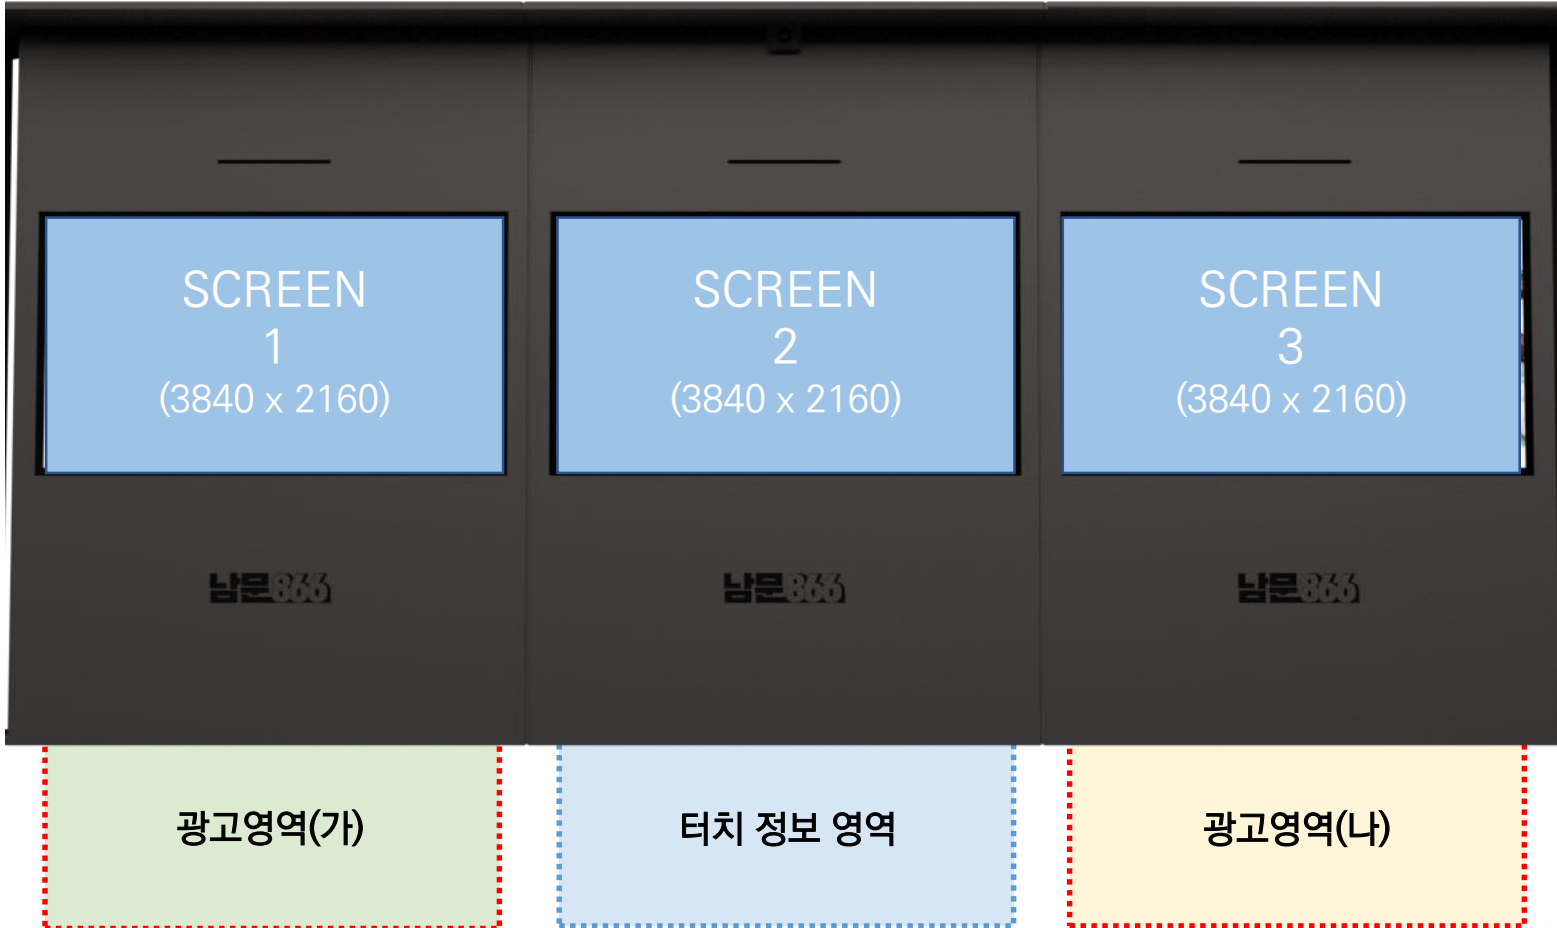 SCREEN
1
(3840 x 2160)
SCREEN
2
(3840 x 2160)
SCREEN
3
(3840 x 2160)
남문866
남문866
남문866
광고영역(가)
터치 정보 영역
광고영역(나)